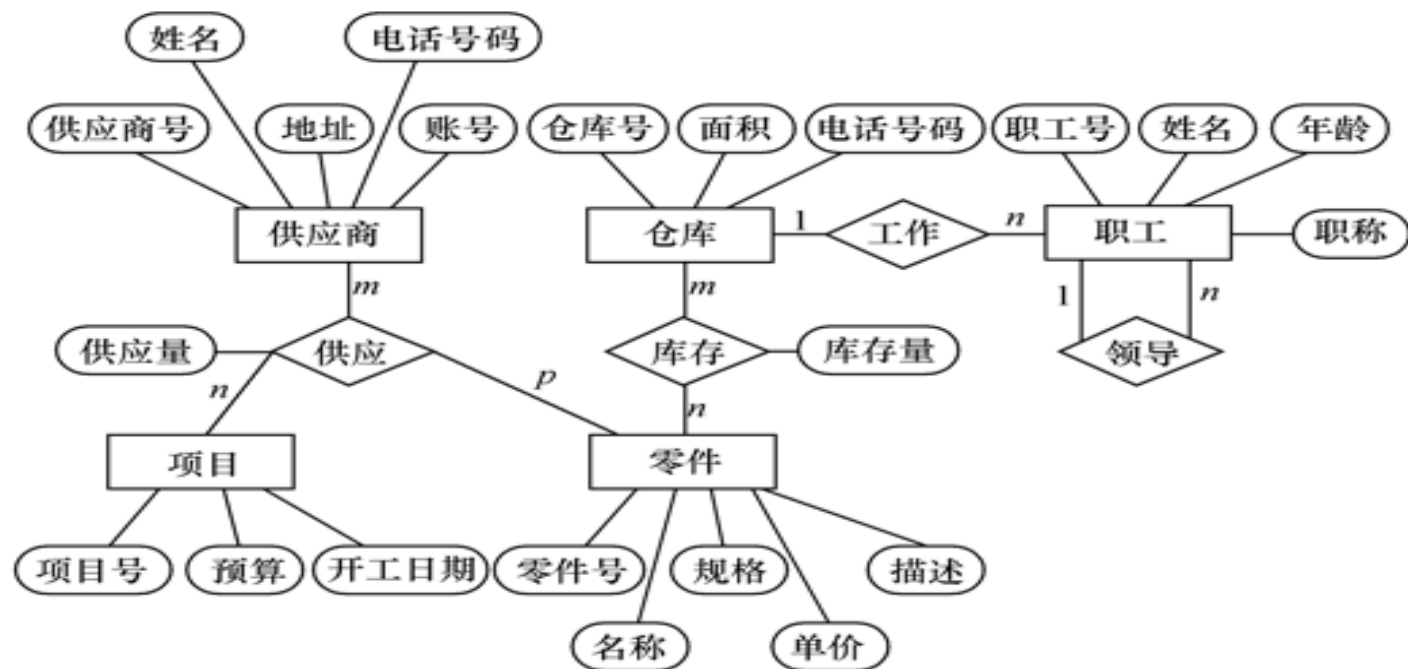 姓名 电话号码
供应商号 地址 账号 仓库号 面积 电话号码 职工号 姓名 年龄
供应商 仓库 1 工作 n 职工 职称
m m 1 n
供应量 供应 库存 库存量 领导
n p n
项目 零件
项目号 预算 开工日期 零件号 规格 描述
名称 单价